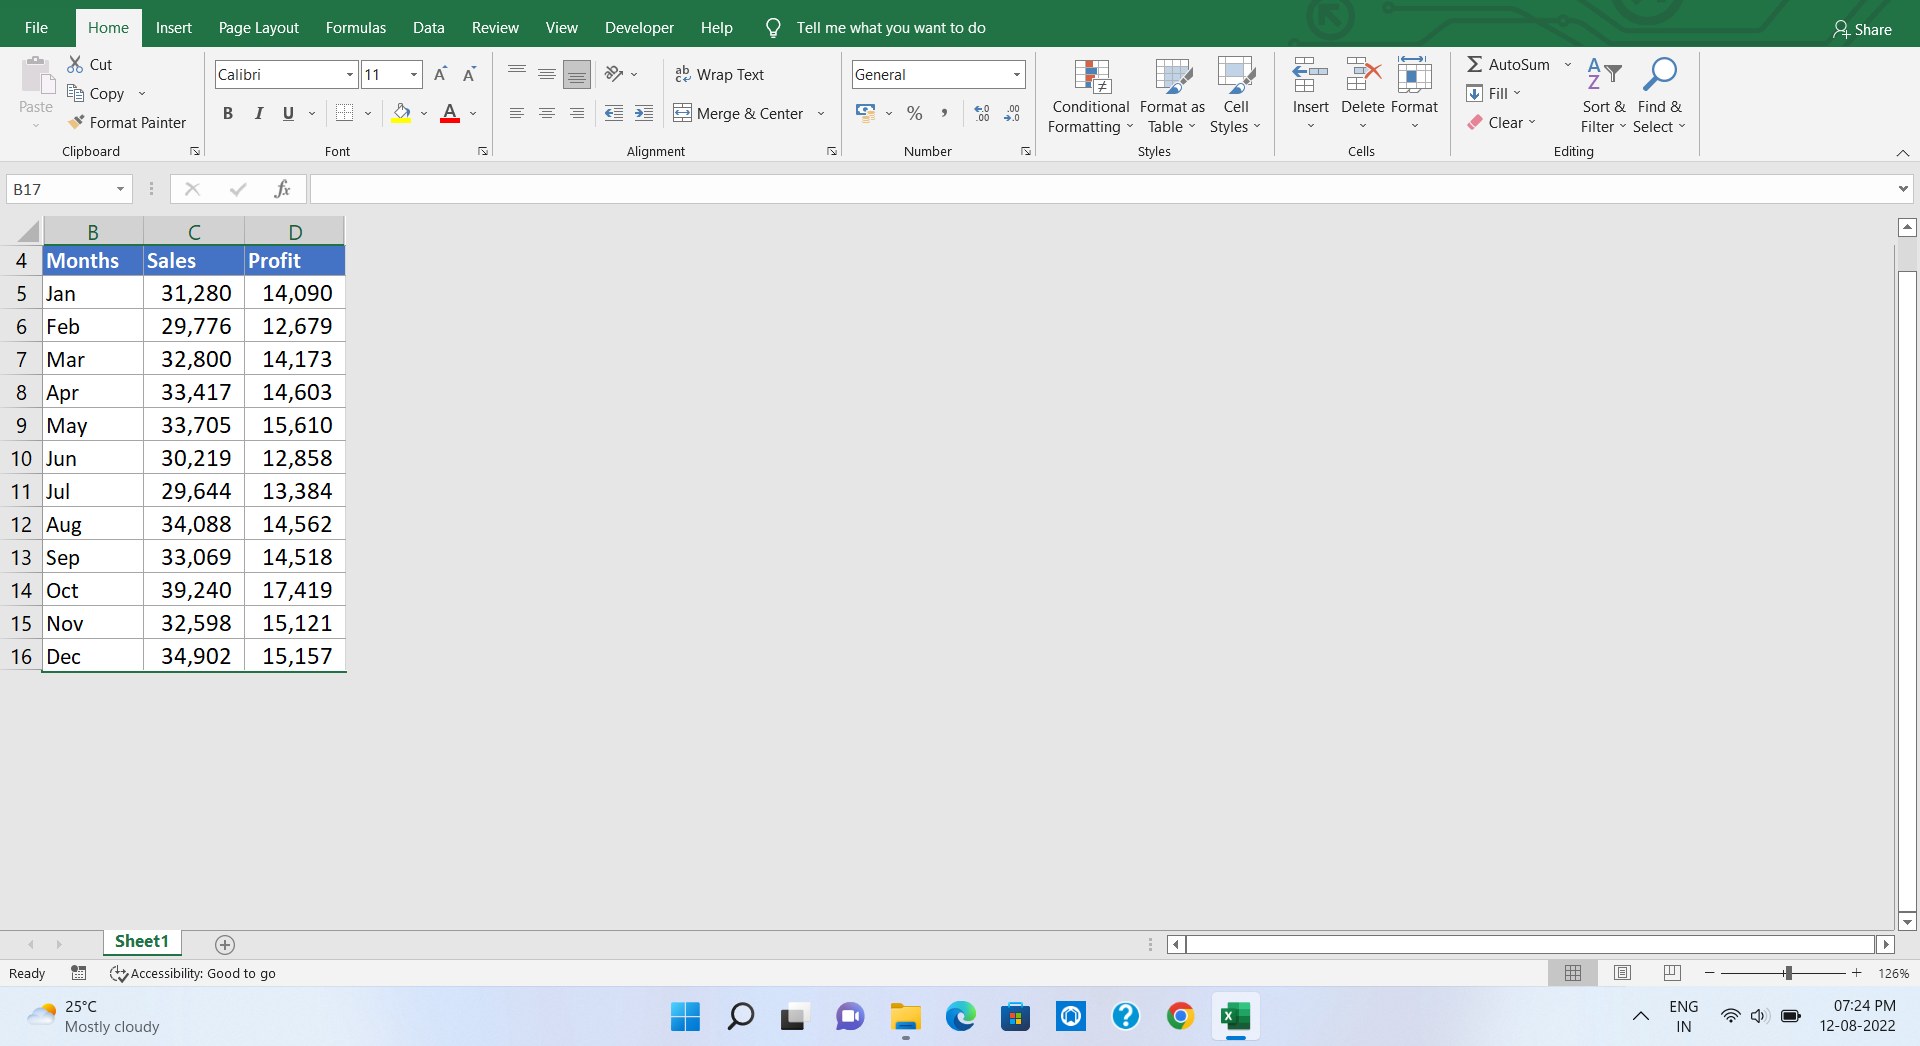 File Home Insert Page Layout Formulas Data Review View Developer Help Tell me what you want to do Share
Paste
Cut
Copy
Format Painter
Clipboard
Calibri 11
B I U A
Font
ab Wrap Text
Merge & Center
Alignment
General
% , .00 .00
Number
Conditional Formatting
Format as Table
Cell Styles
Styles
Insert Delete Format
Cells
AutoSum
Fill
Clear
Sort & Filter
Find & Select
Editing
B17 fx
B C D
4 Months Sales Profit
5 Jan 31,280 14,090
6 Feb 29,776 12,679
7 Mar 32,800 14,173
8 Apr 33,417 14,603
9 May 33,705 15,610
10 Jun 30,219 12,858
11 Jul 29,644 13,384
12 Aug 34,088 14,562
13 Sep 33,069 14,518
14 Oct 39,240 17,419
15 Nov 32,598 15,121
16 Dec 34,902 15,157
Sheet1
Ready Accessibility: Good to go 126%
25°C
Mostly cloudy
ENG
IN
07:24 PM
12-08-2022